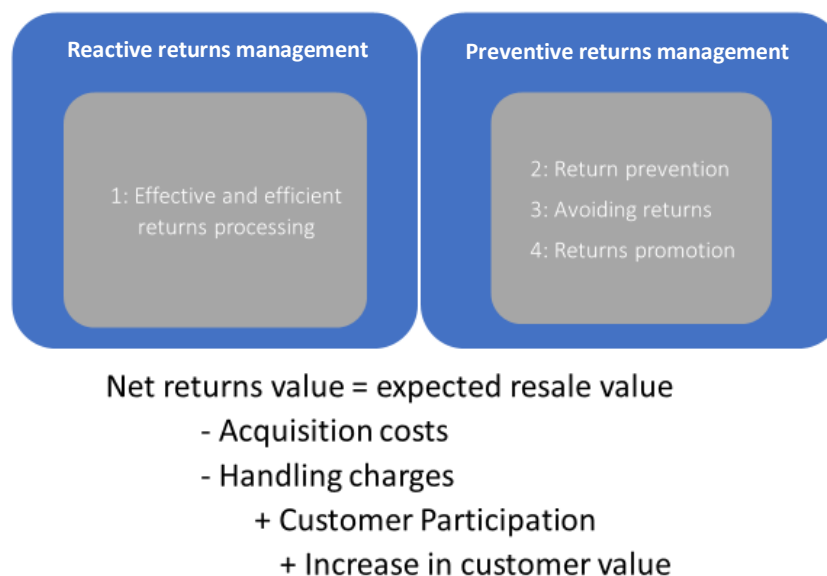 Reactive returns management
1: Effective and efficient
returns processing
Preventive returns management
2: Return prevention
3: Avoiding returns
4: Returns promotion
Net returns value = expected resale value
- Acquisition costs
- Handling charges
+ Customer Participation
+ Increase in customer value